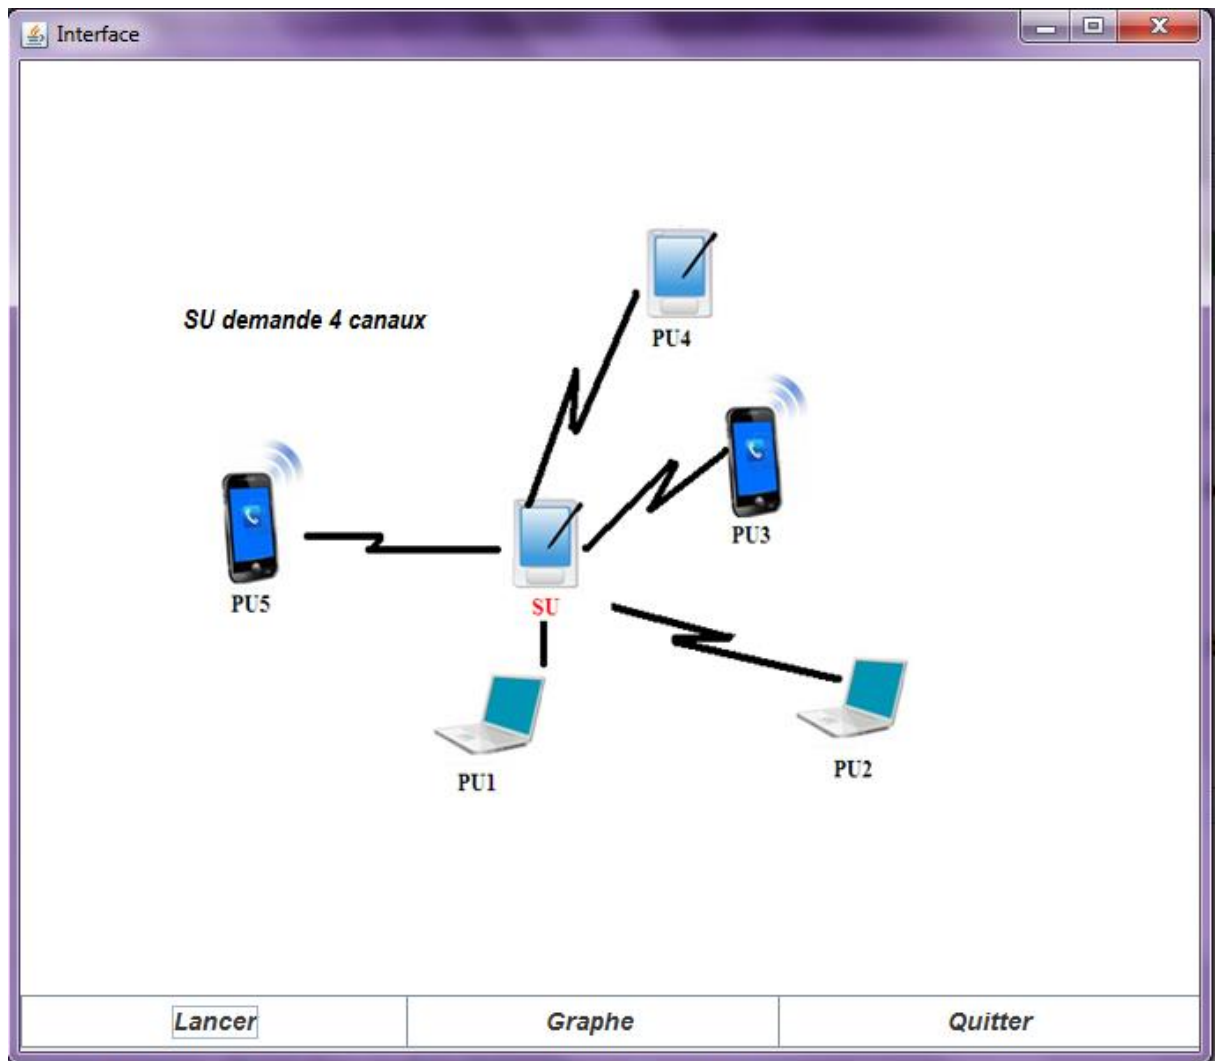 Interface
SU demande 4 canaux
PU4
PU3
PU5
SU
PU1
PU2
Lancer
Graphe
Quitter